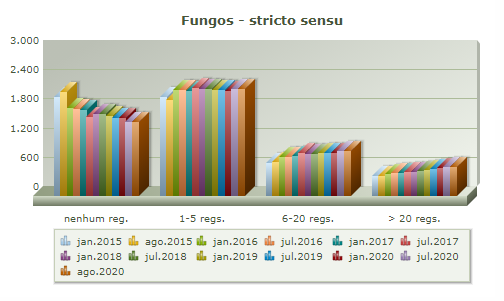 Fungos - stricto sensu
3.000
2.400
1.800
1.200
600
0
nenhum reg. 1-5 regs. 6-20 regs. > 20 regs.
jan.2015 ago.2015 jan.2016 jul.2016 jan.2017 jul.2017
jan.2018 jul.2018 jan.2019 jul.2019 jan.2020 jul.2020
ago.2020